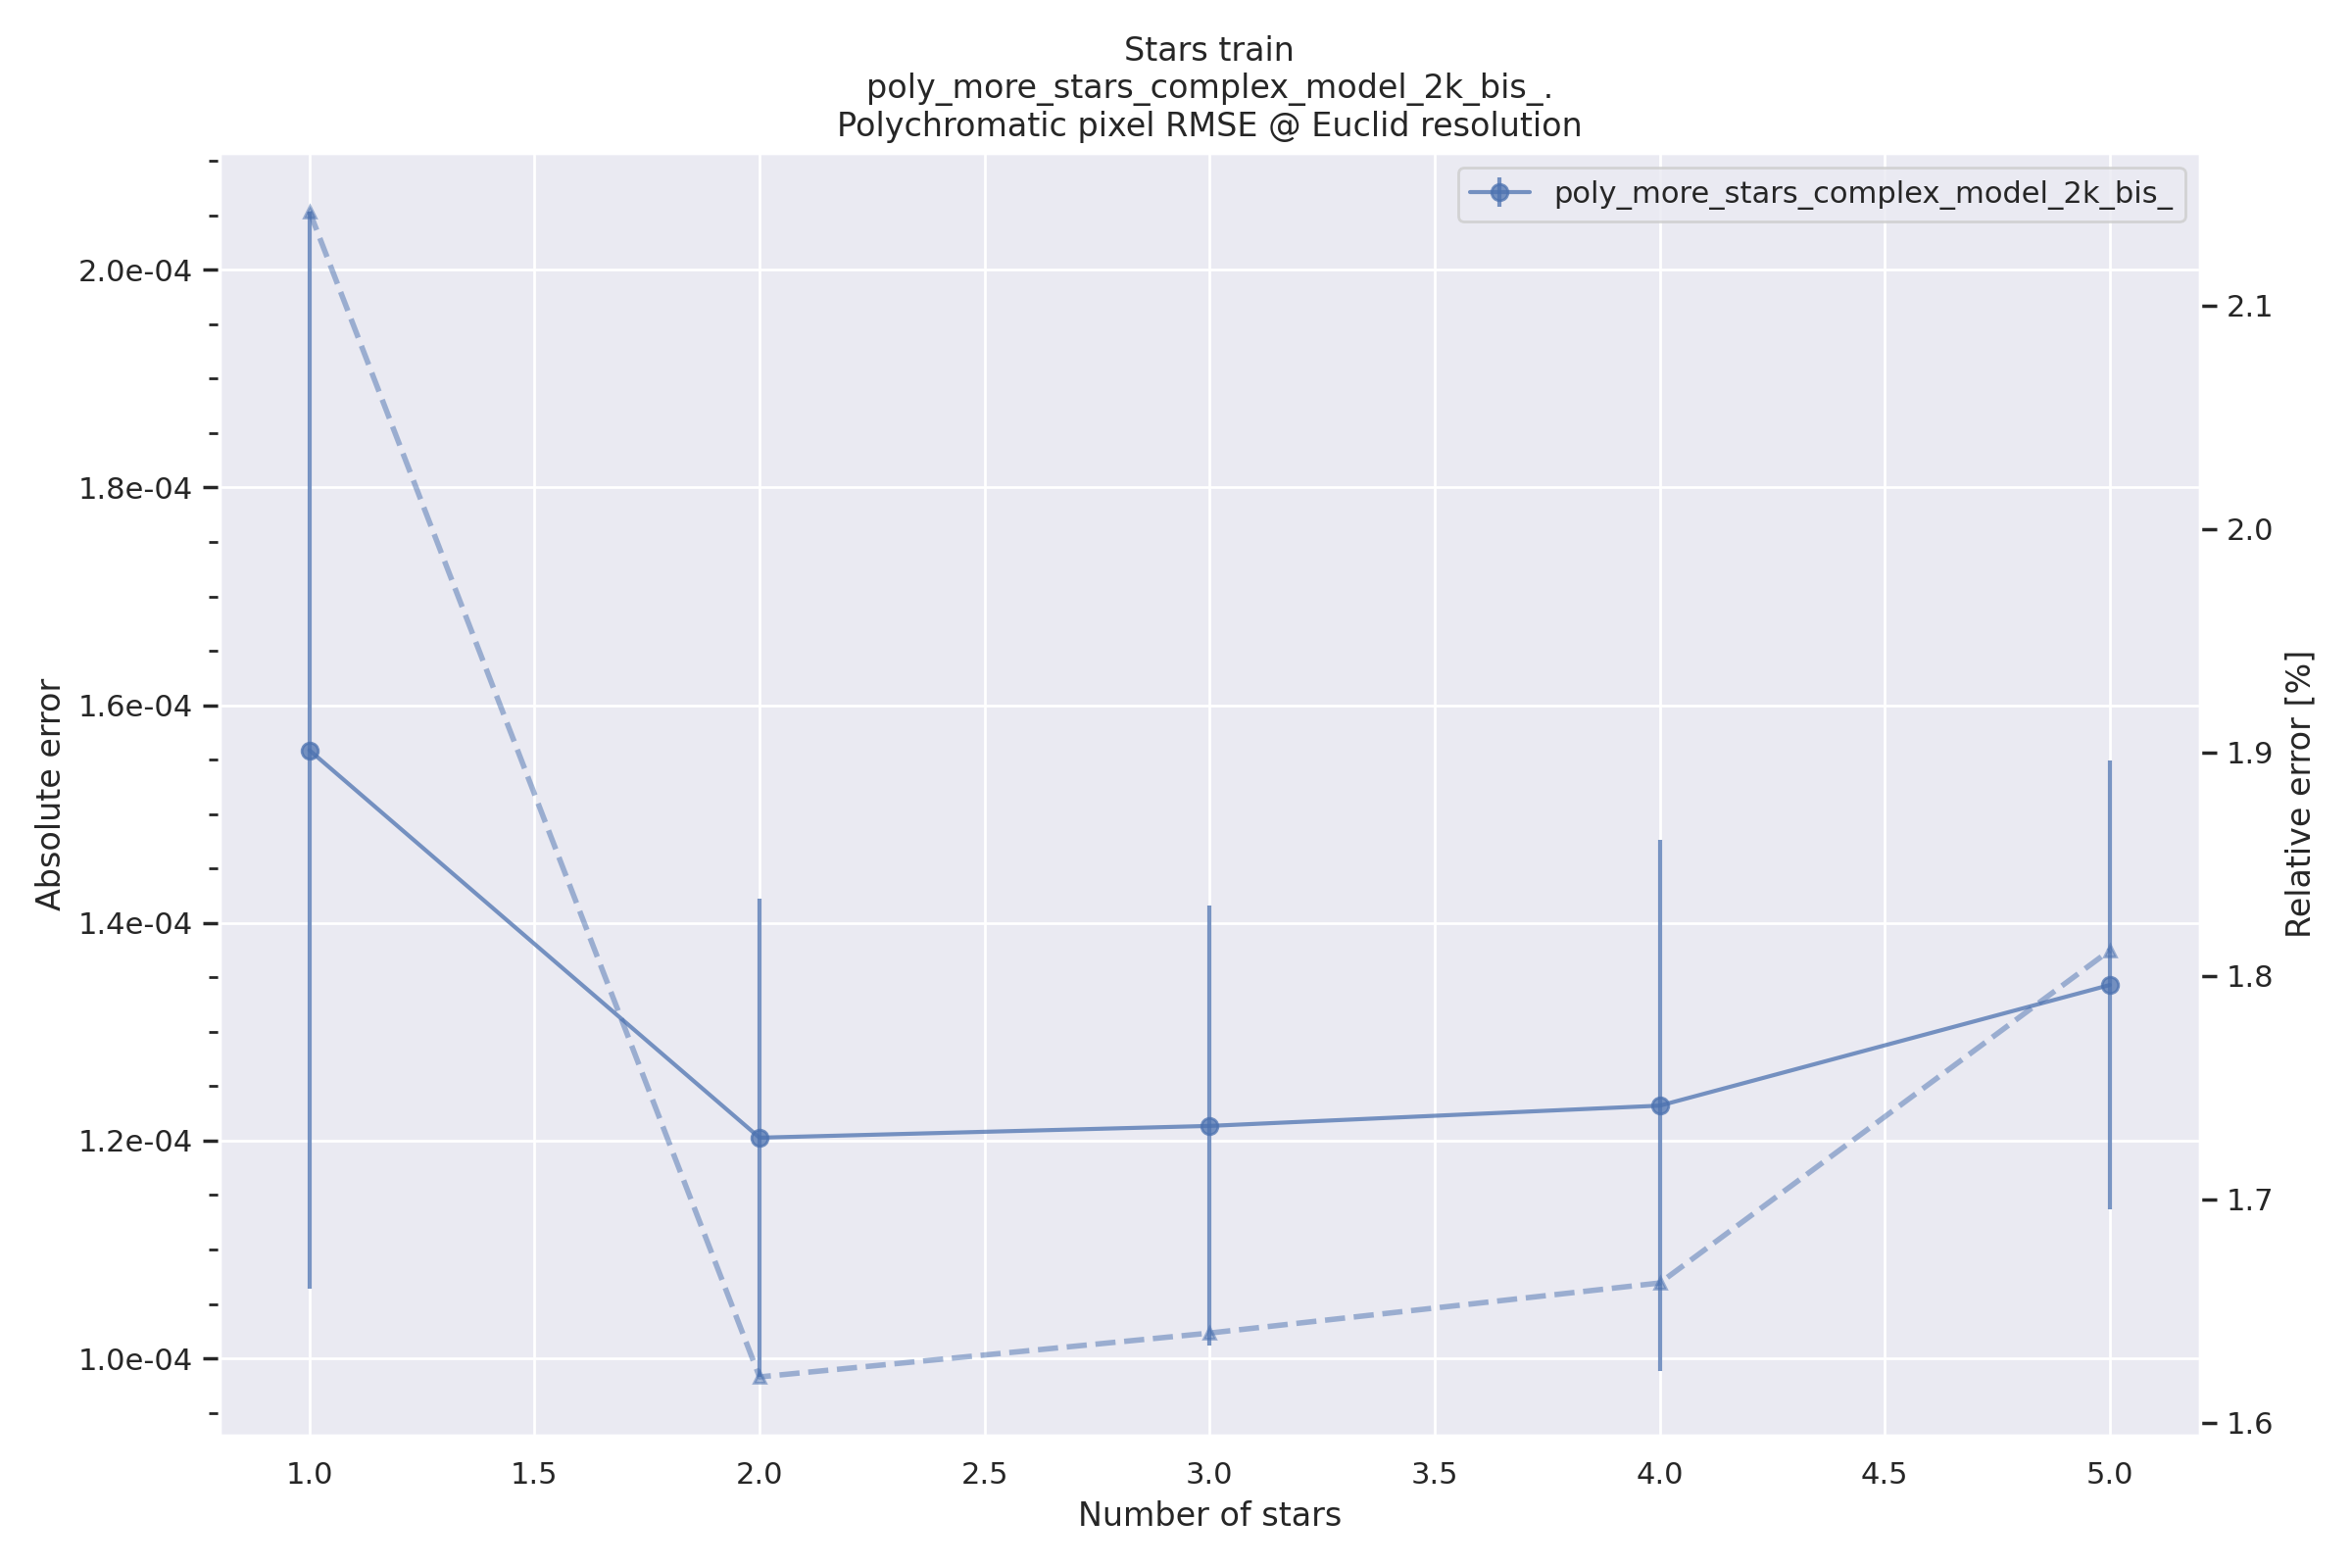 Stars train
poly_more_stars_complex_model_2k_bis_.
Polychromatic pixel RMSE @ Euclid resolution
poly_more_stars_complex_model_2k_bis_
Absolute error
2.0e-04
1.8e-04
1.6e-04
1.4e-04
1.2e-04
1.0e-04
Relative error [%]
2.1
2.0
1.9
1.8
1.7
1.6
1.0 1.5 2.0 2.5 3.0 3.5 4.0 4.5 5.0
Number of stars